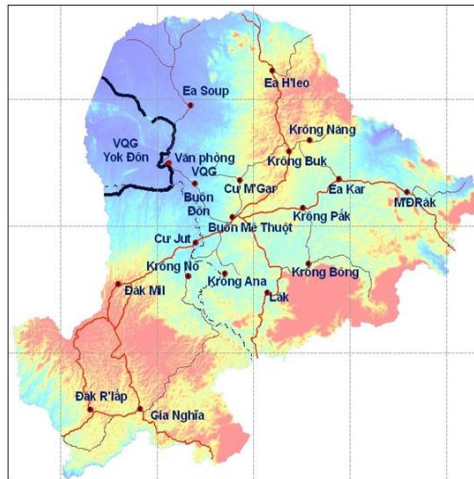 Ea H'leo
Ea Soup
Krông Năng
VQG
Yok Đôn
Văn phòng
VQG
Buôn
Đôn
Krông Buk
Cư M'Gar
Ea Kar
M'Đrăk
Krông Păk
Buôn Mê Thuột
Cư Jut
Krông Nô
Krông Ana
Krông Bông
Đăk Mil
Lăk
Đăk R'lấp
Gia Nghĩa